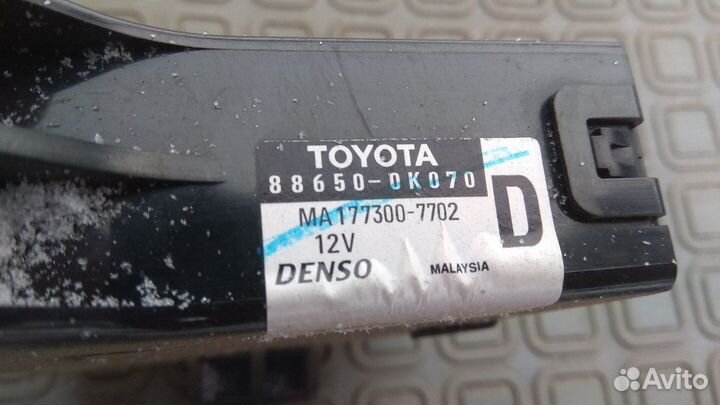 TOYOTA
88650-0K070
MA177300-7702
12V
D
DENSO
MALAYSIA
Avito